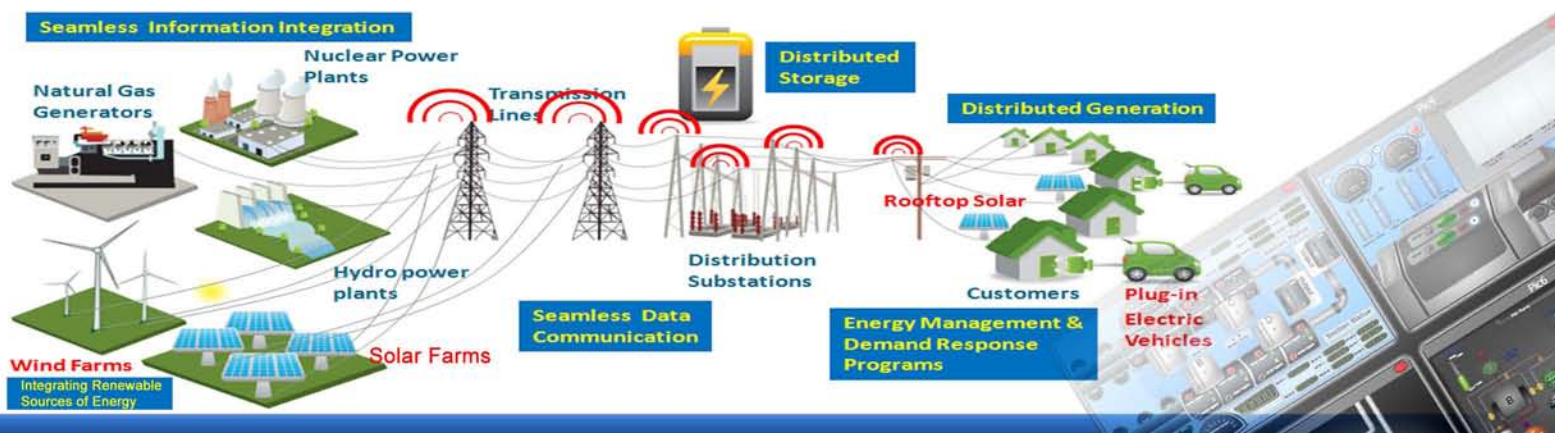 Seamless Information Integration
Nuclear Power
Plants
Natural Gas
Generators
Transmission
Lines
Distributed
Storage
Distributed Generation
Rooftop Solar
Hydro power
plants
Distribution
Substations
Customers
Plug-in
Electric
Vehicles
Seamless Data
Communication
Energy Management &
Demand Response
Programs
Wind Farms
Solar Farms
Integrating Renewable
Sources of Energy